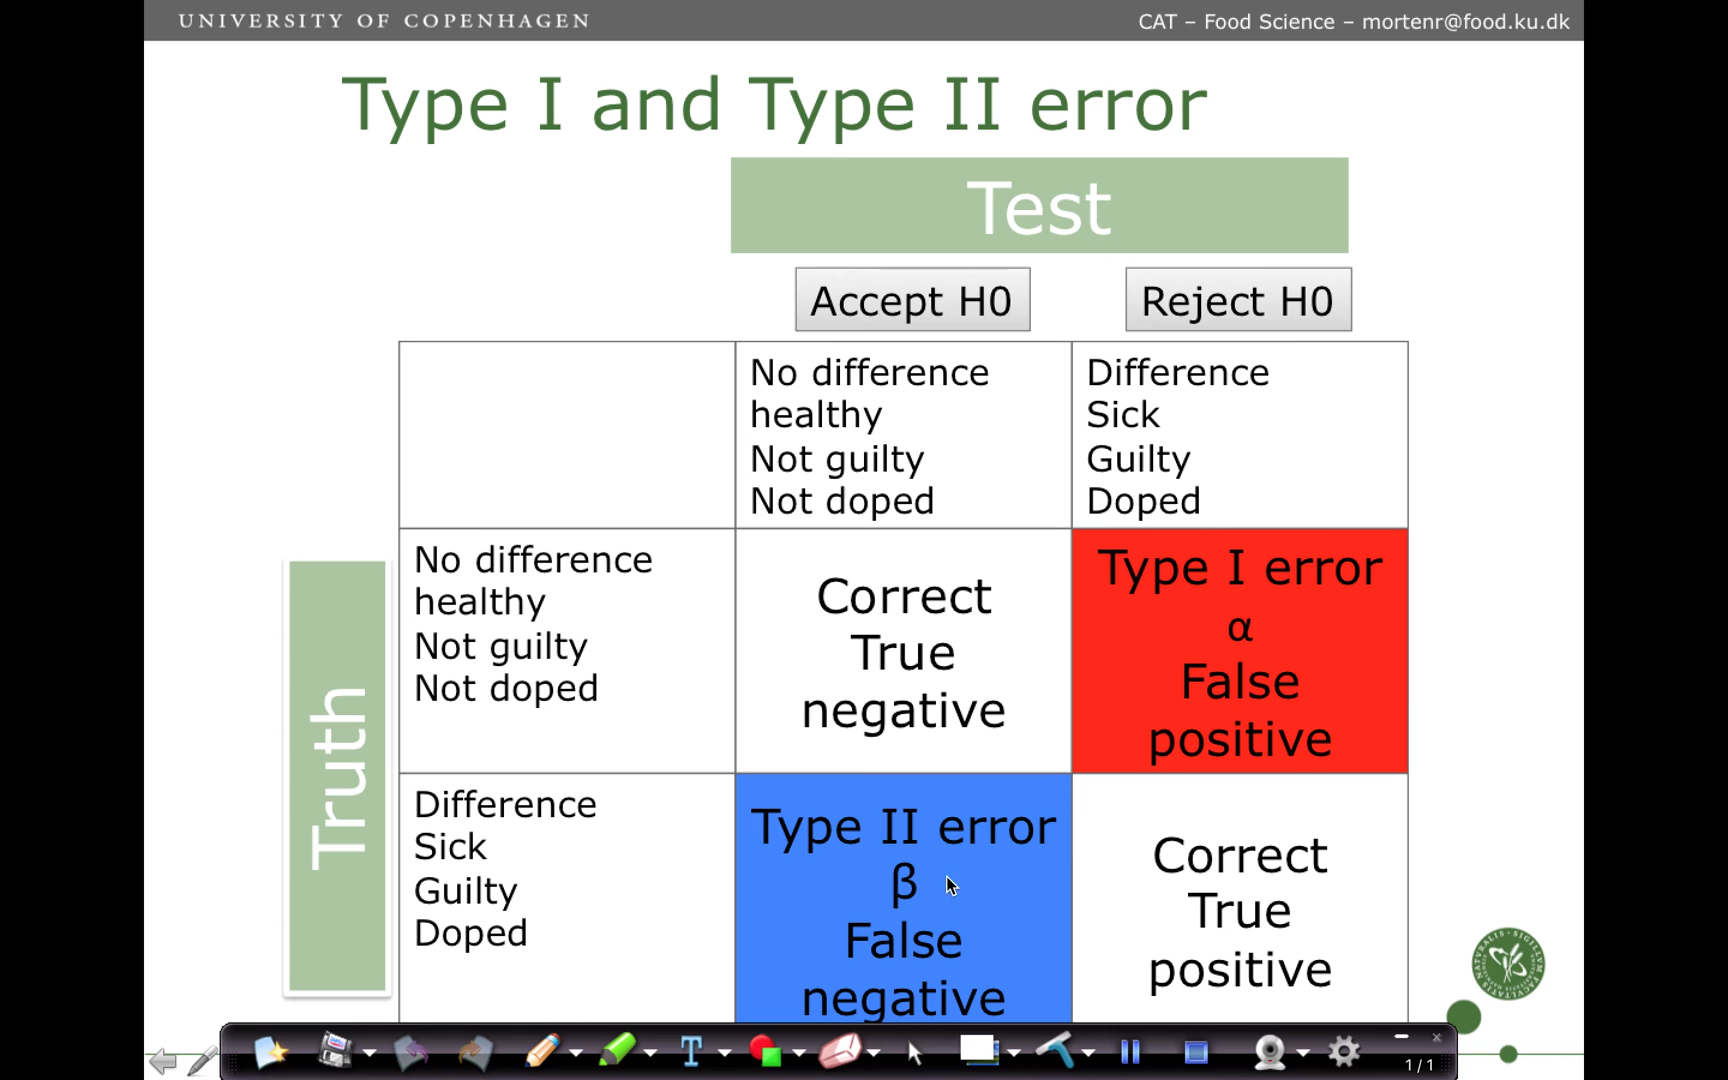 UNIVERSITY OF COPENHAGEN
CAT – Food Science – mortenr@food.ku.dk
Type I and Type II error
Test
Accept H0
Reject H0
No difference
healthy
Not guilty
Not doped
Difference
Sick
Guilty
Doped
Truth
No difference
healthy
Not guilty
Not doped
Correct
True
negative
Type I error
α
False
positive
Difference
Sick
Guilty
Doped
Type II error
β
False
negative
Correct
True
positive
T
1 / 1